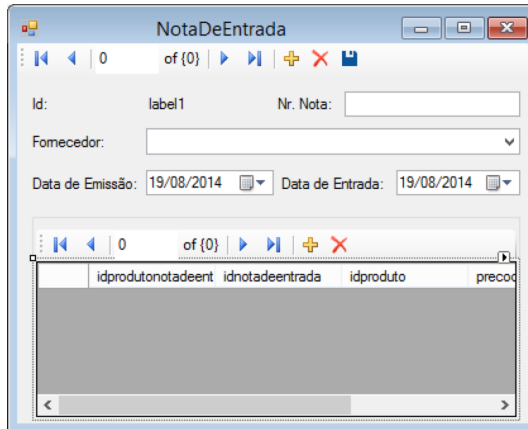 NotaDeEntrada
0 of {0}
Id: label1 Nr. Nota:
Fornecedor:
Data de Emissão: 19/08/2014 Data de Entrada: 19/08/2014
0 of {0}
idprodutonotadeent idnotadeentrada idproduto precoc